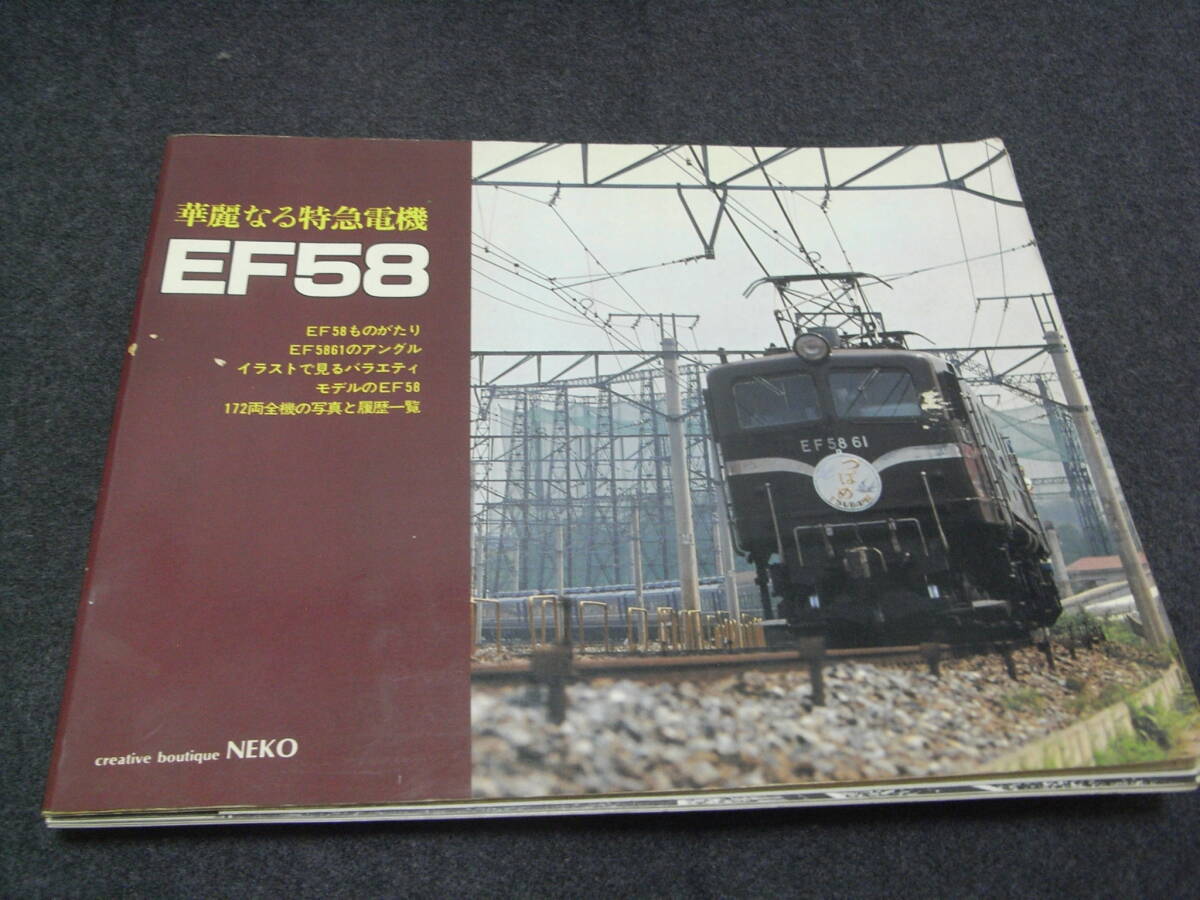 華麗なる特急電機
EF58
EF58ものがたり
EF5861のアングル
イラストで見るバラエティ
モデルのEF58
172両全機の写真と履歴一覧
creative boutique NEKO
EF58 61
つばめ
TSUBAME